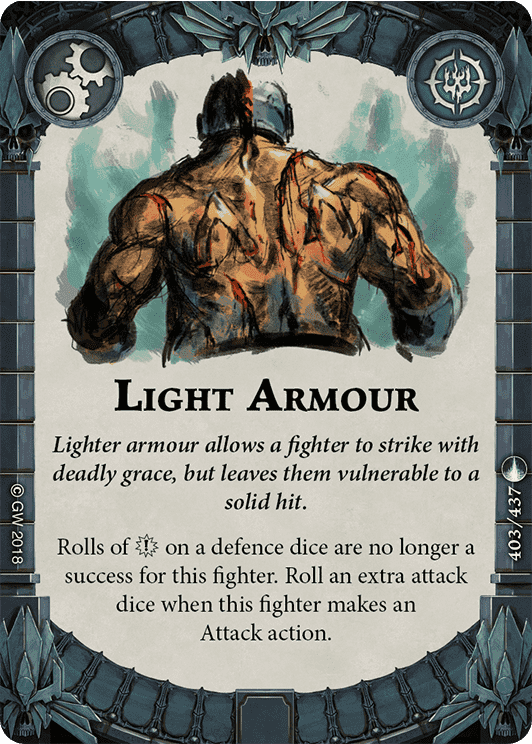 Light Armour
Lighter armour allows a fighter to strike with
deadly grace, but leaves them vulnerable to a
solid hit.
Rolls of on a defence dice are no longer a
success for this fighter. Roll an extra attack
dice when this fighter makes an
Attack action.
© GW 2018
403/437